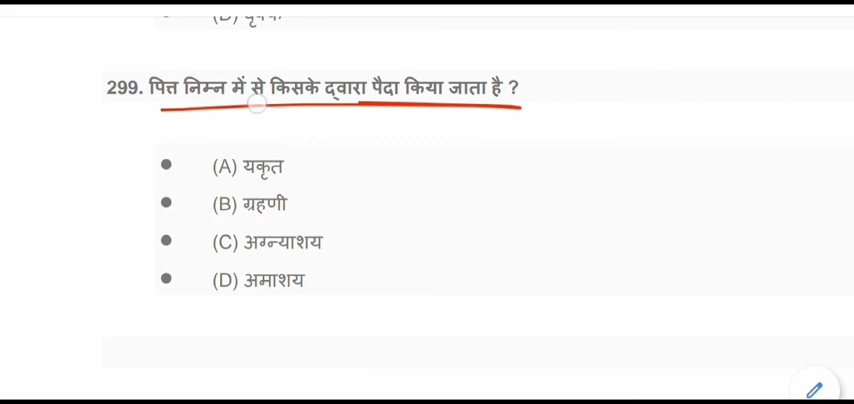 299. पित्त निम्न में से किसके द्वारा पैदा किया जाता है ?
(A) यकृत
(B) ग्रहणी
(C) अग्न्याशय
(D) अमाशय